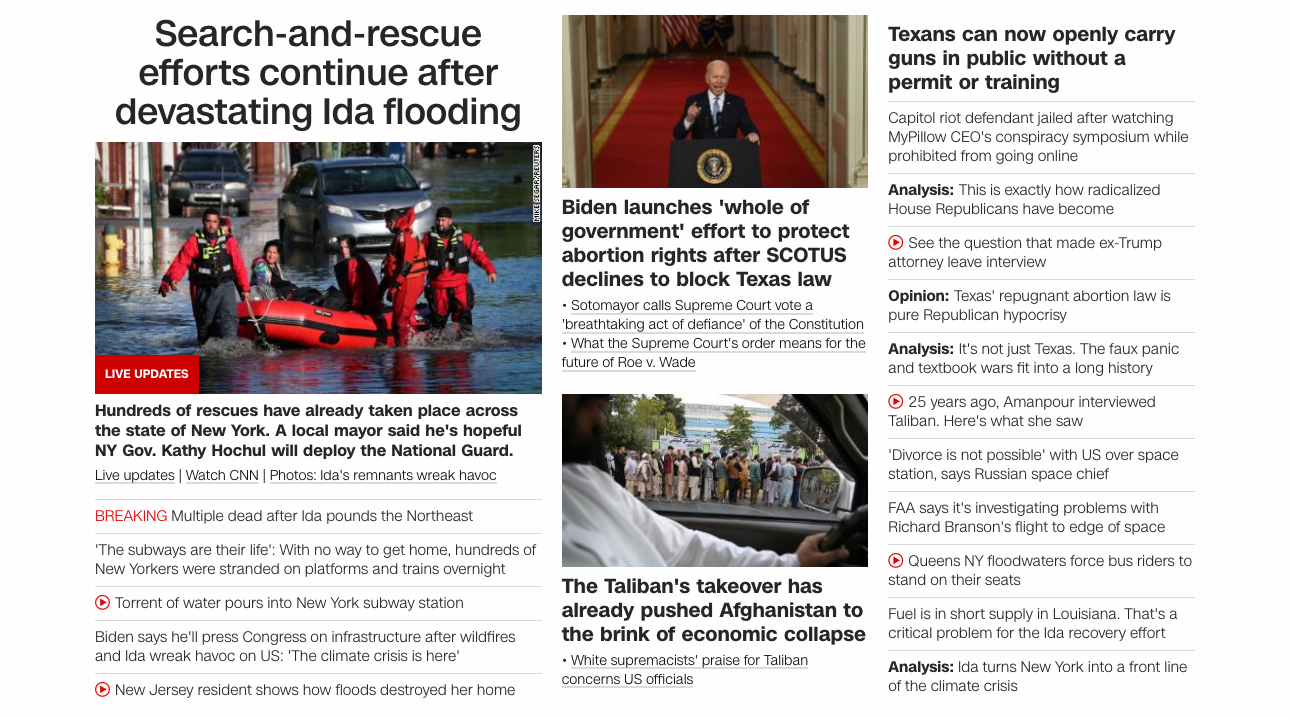 Search-and-rescue
efforts continue after
devastating Ida flooding
MIKE SEGAR/REUTERS
LIVE UPDATES
Hundreds of rescues have already taken place across
the state of New York. A local mayor said he's hopeful
NY Gov. Kathy Hochul will deploy the National Guard.
Live updates | Watch CNN | Photos: Ida's remnants wreak havoc
BREAKING Multiple dead after Ida pounds the Northeast
'The subways are their life': With no way to get home, hundreds of
New Yorkers were stranded on platforms and trains overnight
Torrent of water pours into New York subway station
Biden says he'll press Congress on infrastructure after wildfires
and Ida wreak havoc on US: 'The climate crisis is here'
New Jersey resident shows how floods destroyed her home
Biden launches 'whole of
government' effort to protect
abortion rights after SCOTUS
declines to block Texas law
• Sotomayor calls Supreme Court vote a
'breathtaking act of defiance' of the Constitution
• What the Supreme Court's order means for the
future of Roe v. Wade
The Taliban's takeover has
already pushed Afghanistan to
the brink of economic collapse
• White supremacists' praise for Taliban
concerns US officials
Texans can now openly carry
guns in public without a
permit or training
Capitol riot defendant jailed after watching
MyPillow CEO's conspiracy symposium while
prohibited from going online
Analysis: This is exactly how radicalized
House Republicans have become
See the question that made ex-Trump
attorney leave interview
Opinion: Texas' repugnant abortion law is
pure Republican hypocrisy
Analysis: It's not just Texas. The faux panic
and textbook wars fit into a long history
25 years ago, Amanpour interviewed
Taliban. Here's what she saw
'Divorce is not possible' with US over space
station, says Russian space chief
FAA says it's investigating problems with
Richard Branson's flight to edge of space
Queens NY floodwaters force bus riders to
stand on their seats
Fuel is in short supply in Louisiana. That's a
critical problem for the Ida recovery effort
Analysis: Ida turns New York into a front line
of the climate crisis